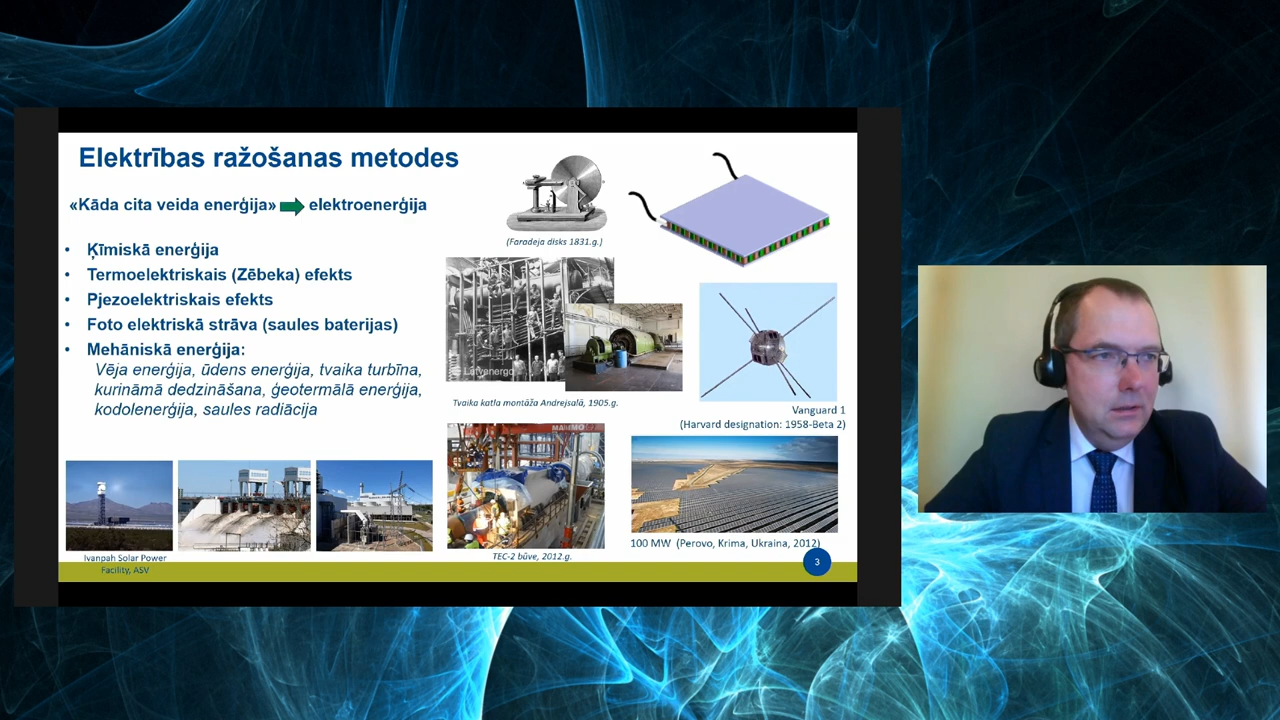 Elektrības ražošanas metodes
«Kāda cita veida enerģija» elektroenerģija
• Ķīmiskā enerģija
• Termoelektriskais (Zēbeka) efekts
• Pjezoelektriskais efekts
• Foto elektriskā strāva (saules baterijas)
• Mehāniskā enerģija:
Vēja enerģija, ūdens enerģija, tvaika turbīna,
kurināmā dedzināšana, ģeotermālā enerģija,
kodolenerģija, saules radiācija
(Faradeja disks 1831.g.)
© Latvenergo
Tvaika katla montāža Andrejsalā, 1905.g.
Vanguard 1
(Harvard designation: 1958-Beta 2)
MAMMO
Ivanpah Solar Power
Facility, ASV
TEC-2 būve, 2012.g.
100 MW (Perovo, Krima, Ukraina, 2012)
3